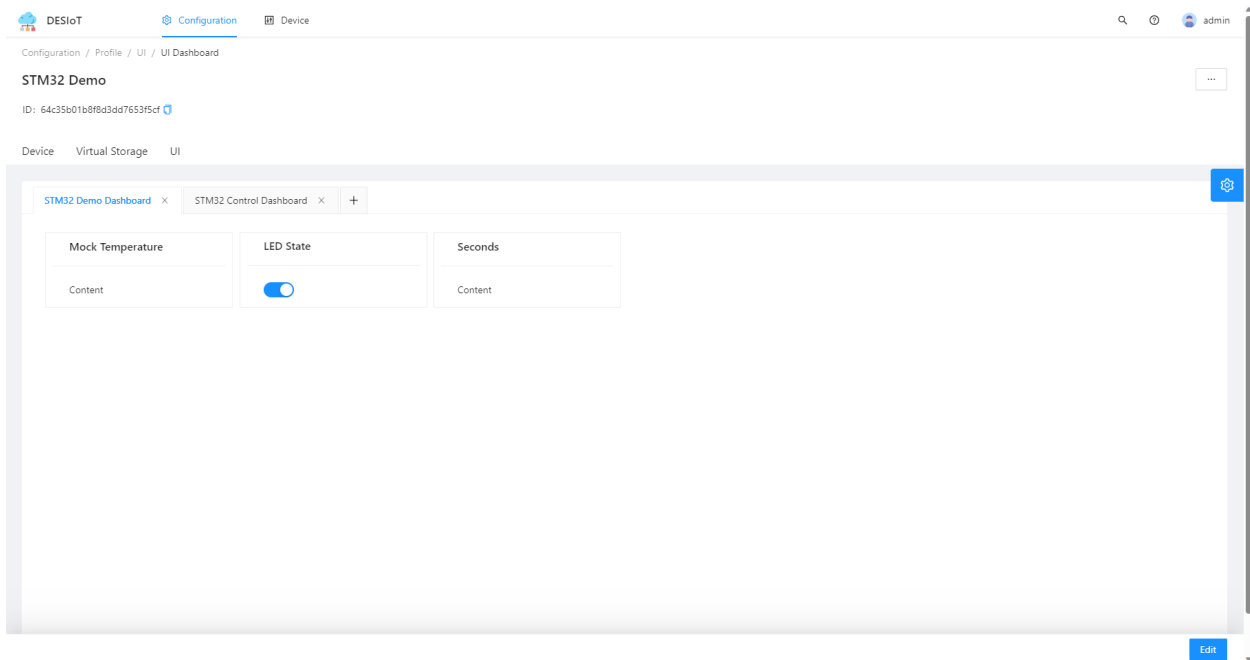 DESIoT Configuration Device admin
Configuration / Profile / UI / UI Dashboard
STM32 Demo
...
ID: 64c35b01b8f8d3dd7653f5cf
Device Virtual Storage UI
STM32 Demo Dashboard × STM32 Control Dashboard × +
Mock Temperature LED State Seconds
Content Content
Edit